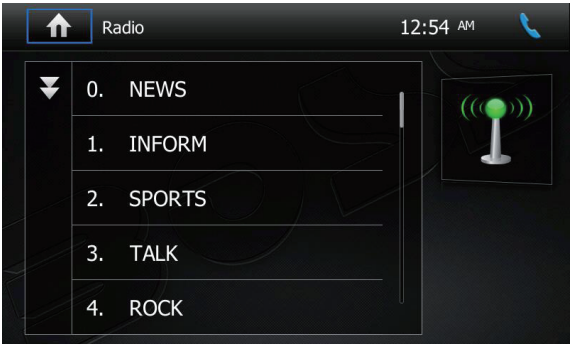 Radio 12:54 AM
0. NEWS
1. INFORM
2. SPORTS
3. TALK
4. ROCK